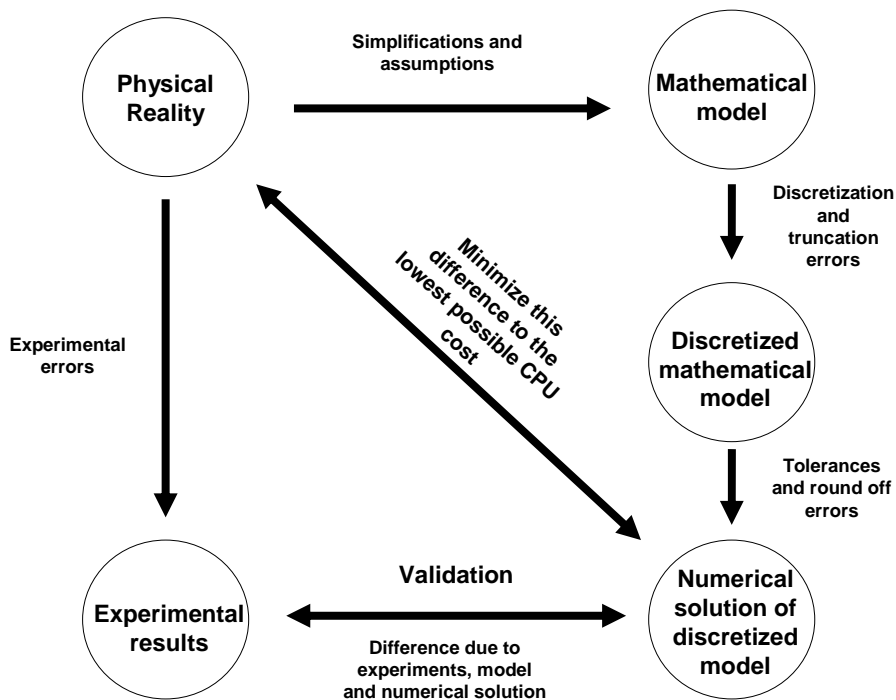 Simplifications and
assumptions
Physical
Reality
Mathematical
model
Discretization
and
truncation
errors
Minimize this
difference to the
lowest possible CPU
cost
Experimental
errors
Discretized
mathematical
model
Tolerances
and round off
errors
Validation
Experimental
results
Numerical
solution of
discretized
model
Difference due to
experiments, model
and numerical solution